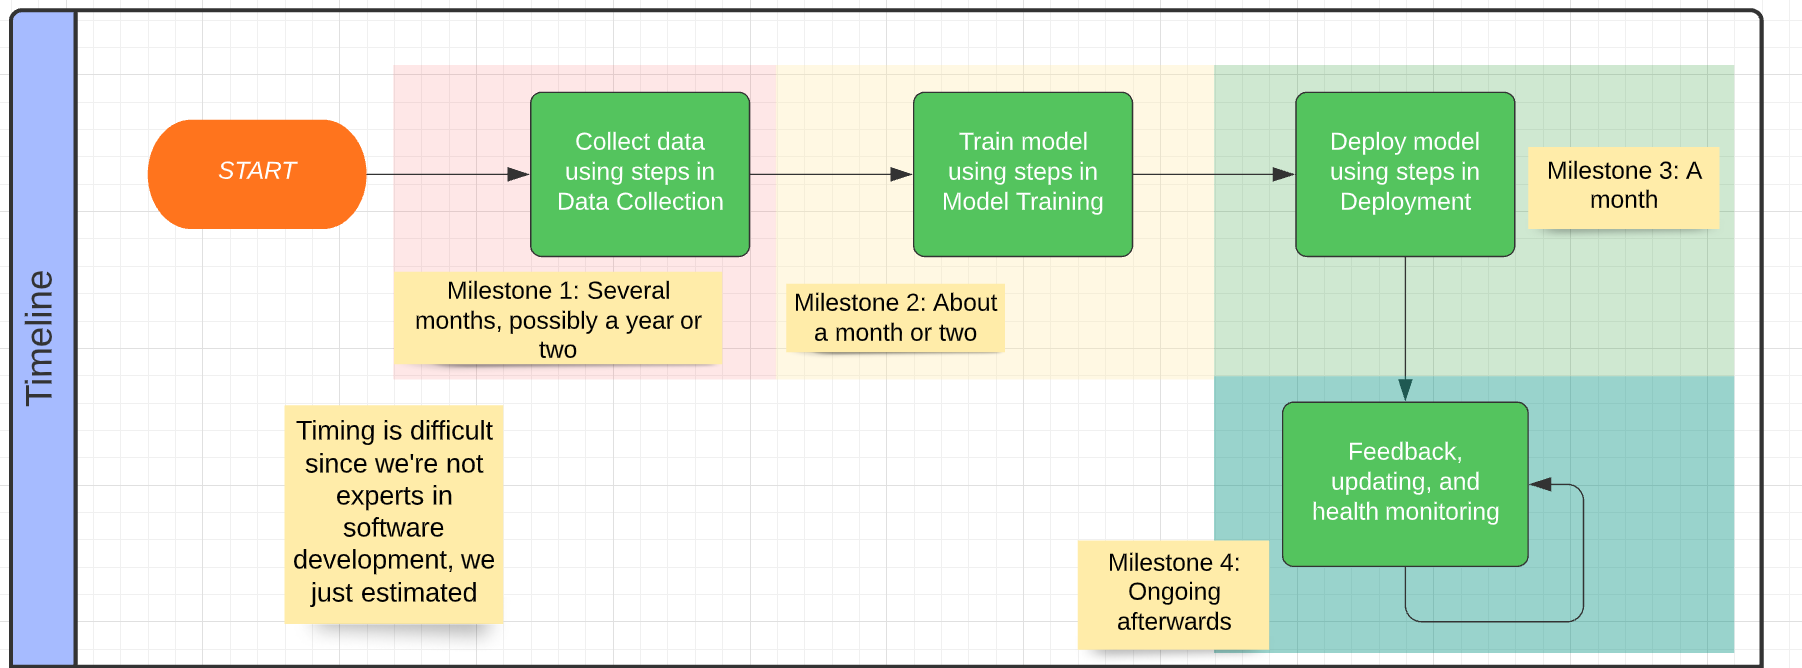 Timeline
START
Collect data
using steps in
Data Collection
Train model
using steps in
Model Training
Deploy model
using steps in
Deployment
Milestone 3: A
month
Milestone 1: Several
months, possibly a year or
two
Milestone 2: About
a month or two
Timing is difficult
since we're not
experts in
software
development, we
just estimated
Feedback,
updating, and
health monitoring
Milestone 4:
Ongoing
afterwards